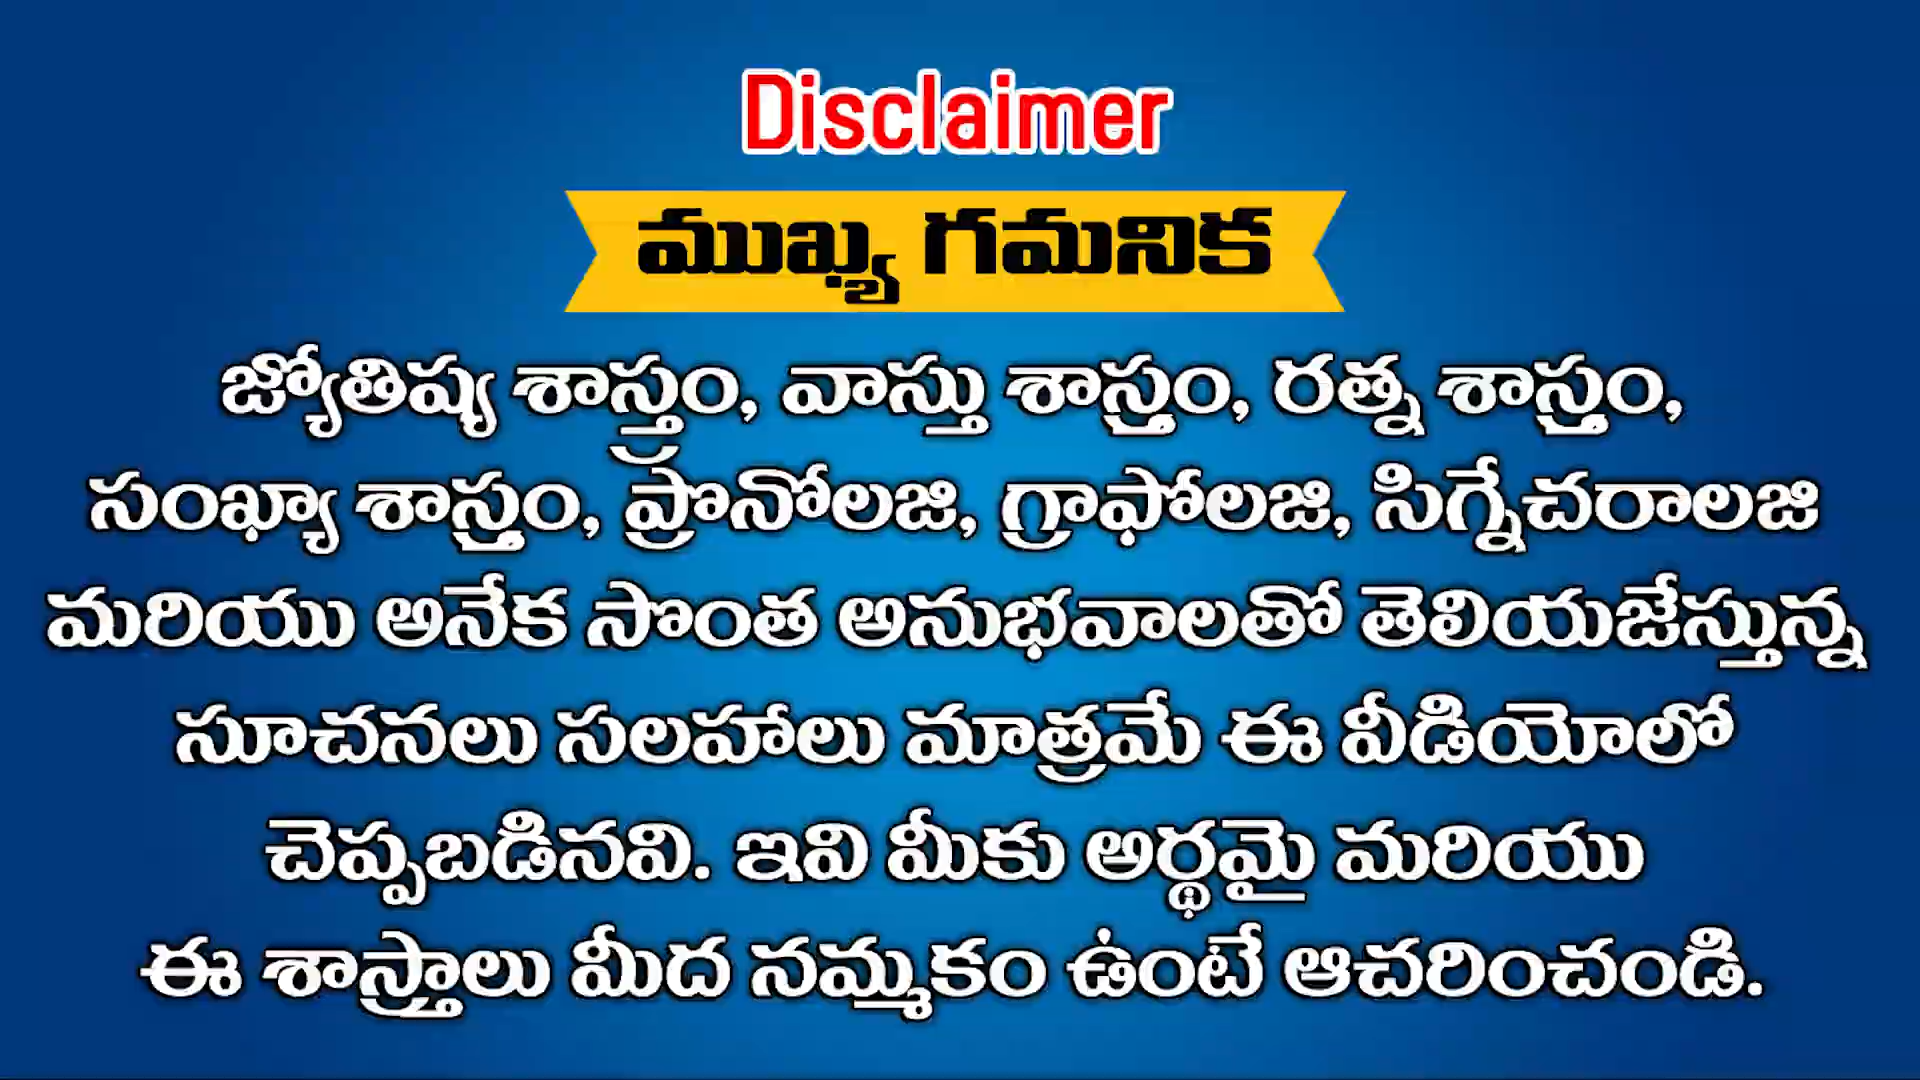 Disclaimer
ముఖ్య గమనిక
జ్యోతిష్య శాస్త్రం, వాస్తు శాస్త్రం, రత్న శాస్త్రం,
సంఖ్యా శాస్త్రం, ప్రొనోలజి, గ్రాఫోలజి, సిగ్నేచరాలజి
మరియు అనేక సొంత అనుభవాలతో తెలియజేస్తున్న
సూచనలు సలహాలు మాత్రమే ఈ వీడియోలో
చెప్పబడినవి. ఇవి మీకు అర్థమై మరియు
ఈ శాస్త్రాలు మీద నమ్మకం ఉంటే ఆచరించండి.